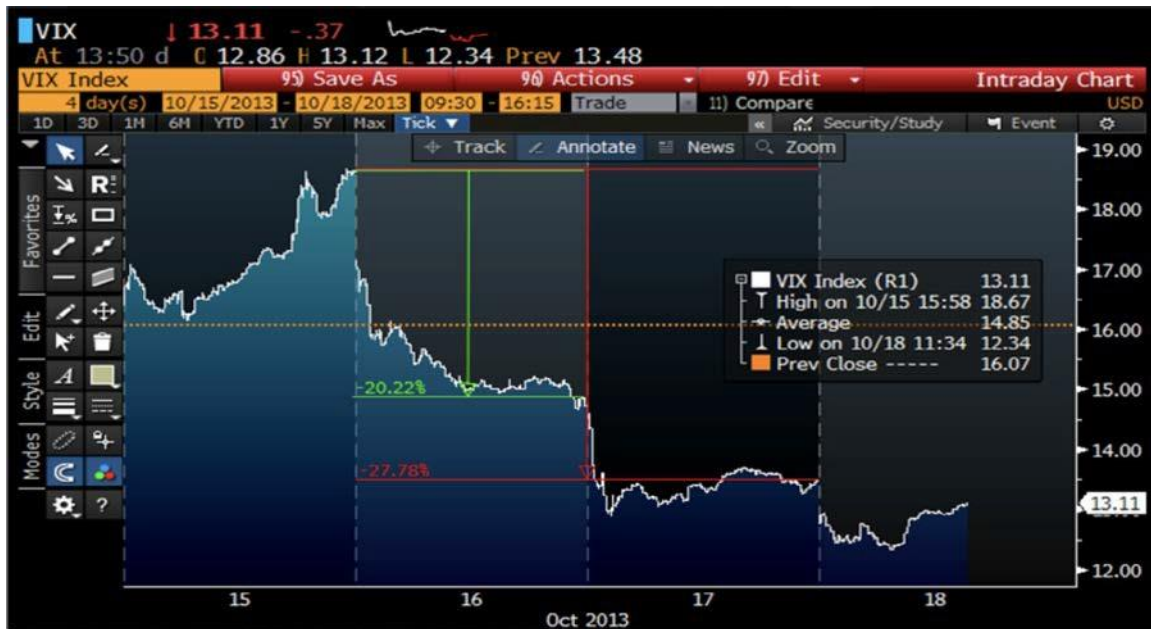 VIX ↓ 13.11 -.37
At 13:50 d O 12.86 H 13.12 L 12.34 Prev 13.48
VIX Index 95) Save As 96) Actions 97) Edit Intraday Chart
4 day(s) 10/15/2013 - 10/18/2013 09:30 - 16:15 Trade 11) Compare USD
1D 3D 1M 6M YTD 1Y 5Y Max Tick ▼ « Security/Study Event
Track Annotate News Zoom
Favorites
Edit
Style
Modes
R
%
A
?
19.00
18.00
17.00
16.00
15.00
14.00
13.11
12.00
VIX Index (R1) 13.11
High on 10/15 15:58 18.67
Average 14.85
Low on 10/18 11:34 12.34
Prev Close ----- 16.07
-20.22%
-27.78%
15 16 17 18
Oct 2013